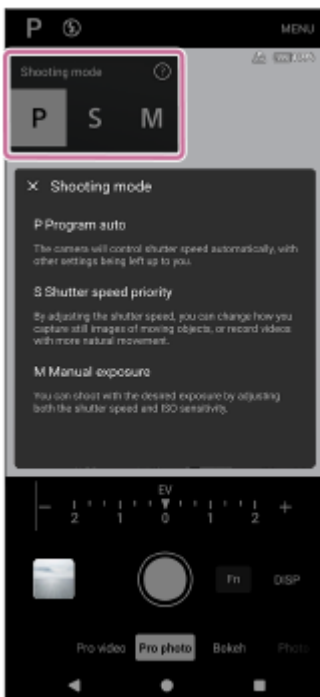 P MENU
Shooting mode ?
P S M
× Shooting mode
P Program auto
The camera will control shutter speed automatically, with
other settings being left up to you.
S Shutter speed priority
By adjusting the shutter speed, you can change how you
capture still images of moving objects, or record videos
with more natural movement.
M Manual exposure
You can shoot with the desired exposure by adjusting
both the shutter speed and ISO sensitivity.
EV
− 2 1 0 1 2 +
Fn DISP
Pro video Pro photo Bokeh Photo